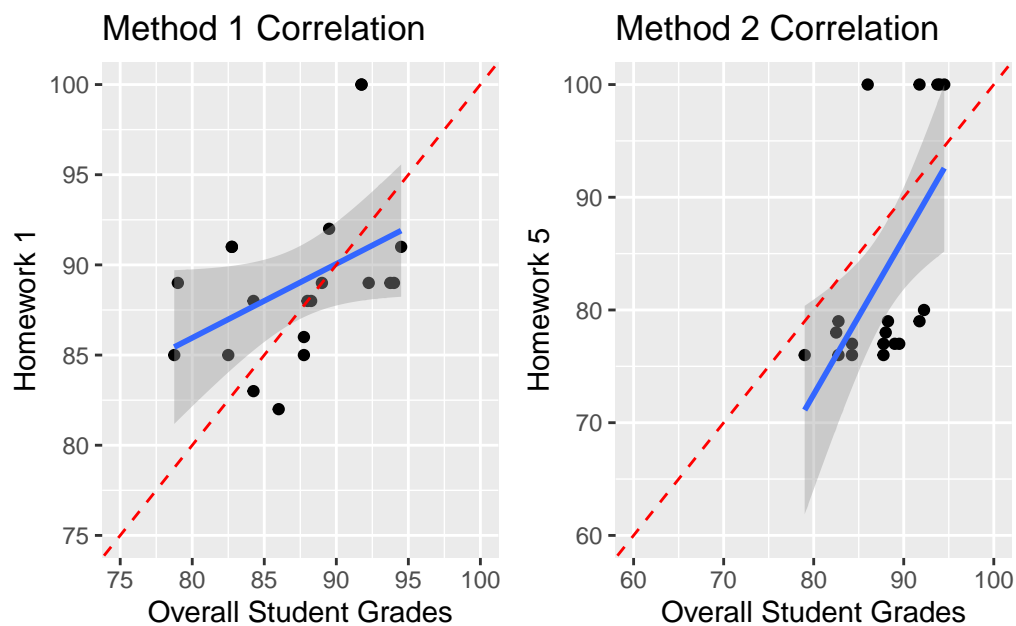 Method 1 Correlation
100
95
90
85
80
75
Homework 1
75 80 85 90 95 100
Overall Student Grades
Method 2 Correlation
100
90
80
70
60
Homework 5
60 70 80 90 100
Overall Student Grades